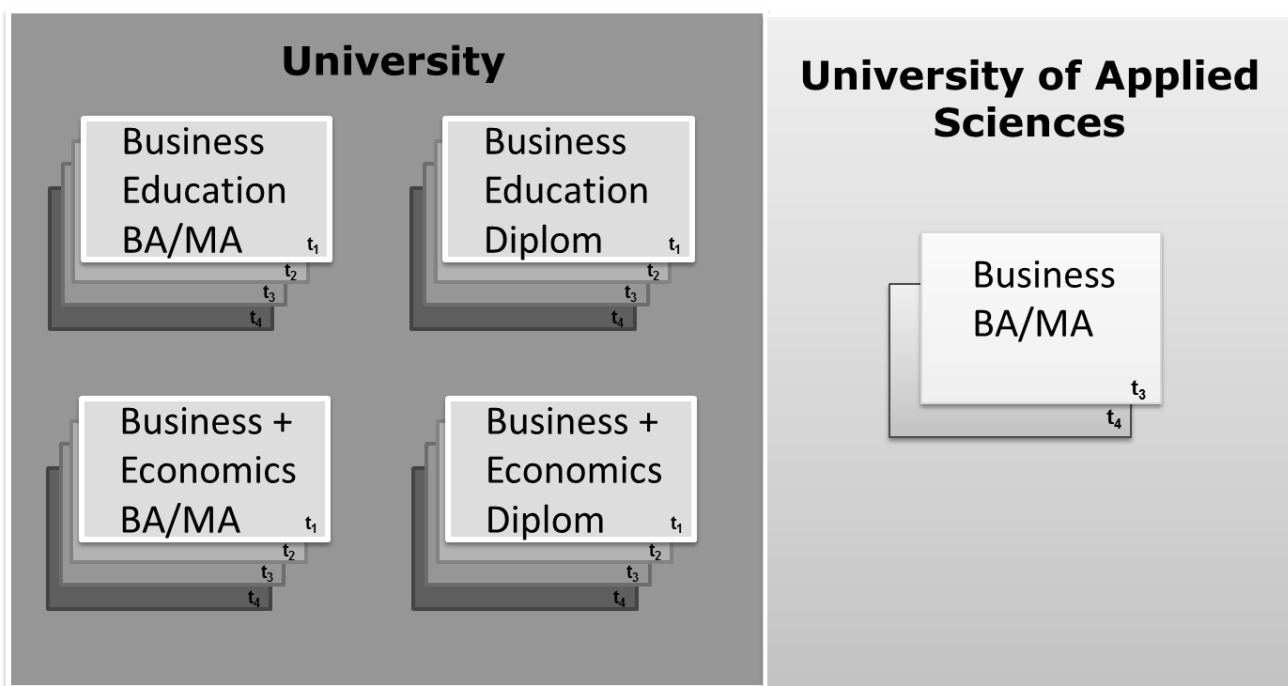 University
Business
Education
BA/MA
t₁
t₂
t₃
t₄
Business
Education
Diplom
t₁
t₂
t₃
t₄
Business +
Economics
BA/MA
t₁
t₂
t₃
t₄
Business +
Economics
Diplom
t₁
t₂
t₃
t₄
University of Applied
Sciences
Business
BA/MA
t₃
t₄